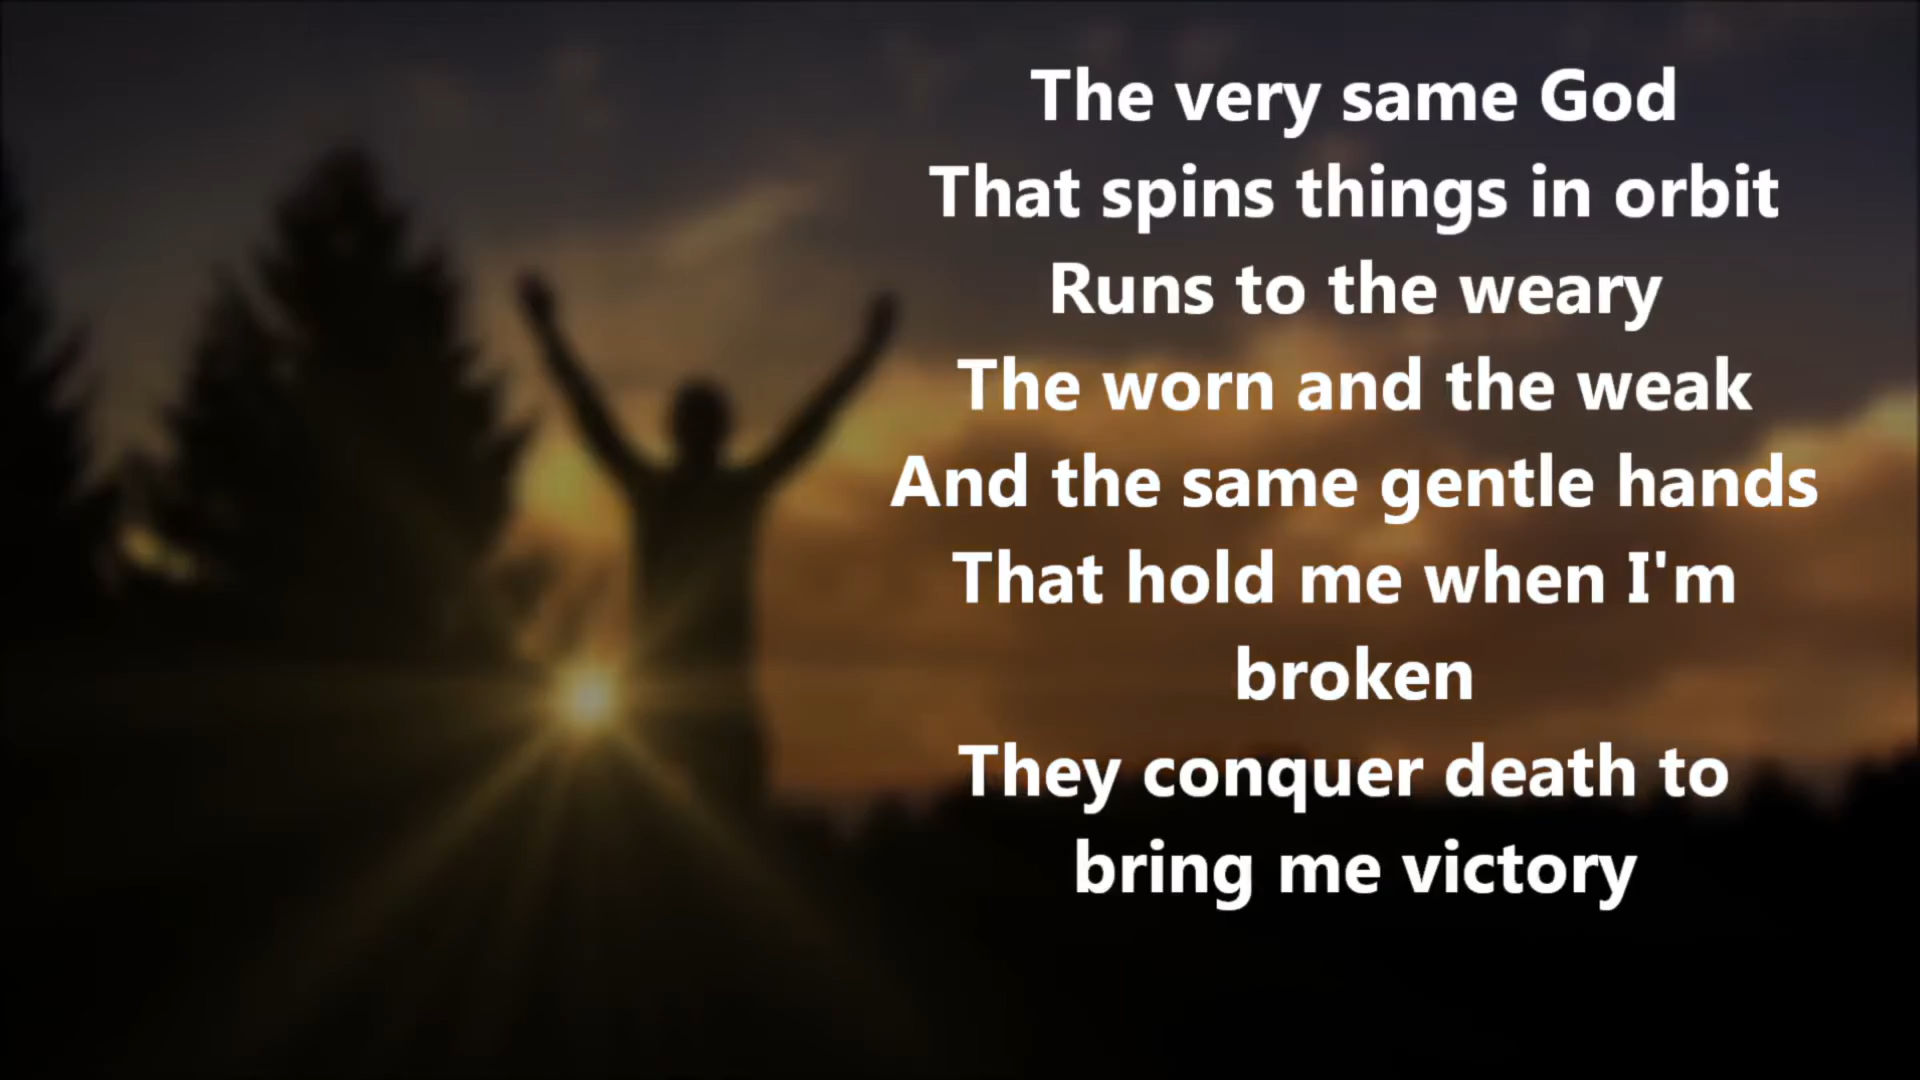 The very same God
That spins things in orbit
Runs to the weary
The worn and the weak
And the same gentle hands
That hold me when I'm
broken
They conquer death to
bring me victory